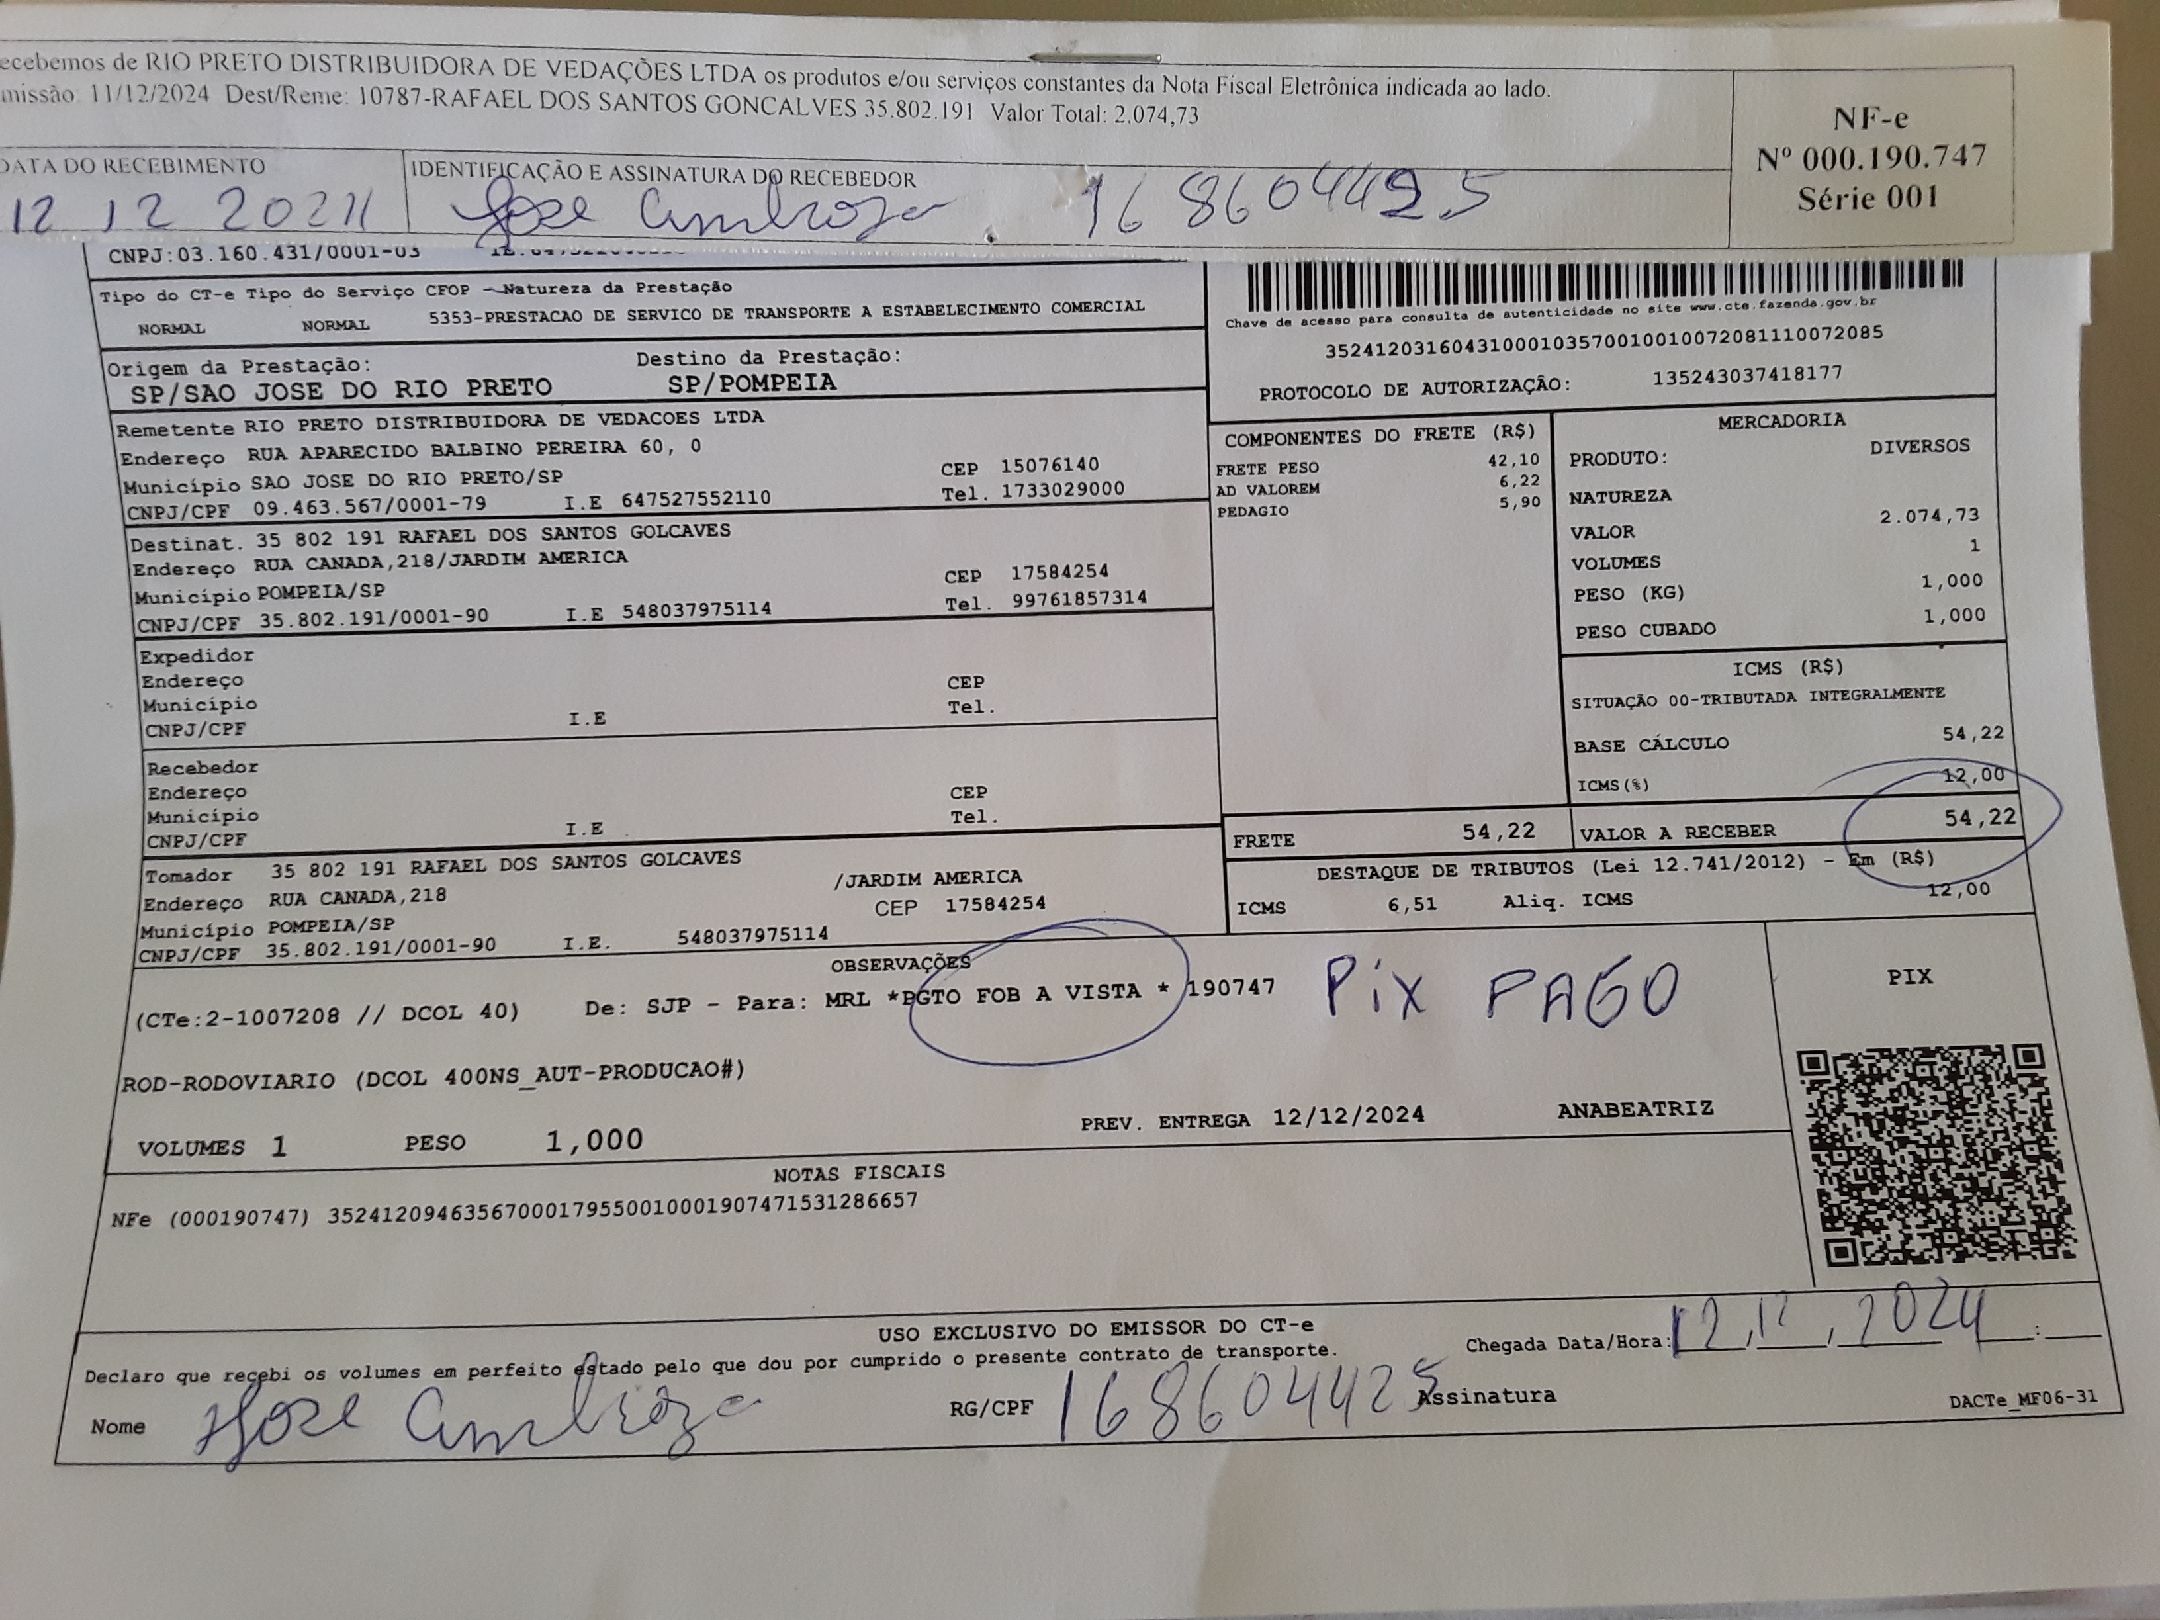 ecebemos de RIO PRETO DISTRIBUIDORA DE VEDAÇÕES LTDA os produtos e/ou serviços constantes da Nota Fiscal Eletrônica indicada ao lado.
missão: 11/12/2024 Dest/Reme: 10787-RAFAEL DOS SANTOS GONCALVES 35.802.191 Valor Total: 2.074,73
NF-e
Nº 000.190.747
Série 001
DATA DO RECEBIMENTO
IDENTIFICAÇÃO E ASSINATURA DO RECEBEDOR
12 12 2024
Jose Ambrozo 168604425
CNPJ:03.160.431/0001-03
Tipo do CT-e Tipo do Serviço CFOP - Natureza da Prestação
NORMAL NORMAL 5353-PRESTACAO DE SERVICO DE TRANSPORTE A ESTABELECIMENTO COMERCIAL
Chave de acesso para consulta de autenticidade no site www.cte.fazenda.gov.br
35241203160431000103570010010072081110072085
PROTOCOLO DE AUTORIZAÇÃO: 135243037418177
Origem da Prestação: Destino da Prestação:
SP/SAO JOSE DO RIO PRETO SP/POMPEIA
Remetente RIO PRETO DISTRIBUIDORA DE VEDACOES LTDA
Endereço RUA APARECIDO BALBINO PEREIRA 60, 0
Município SAO JOSE DO RIO PRETO/SP CEP 15076140
CNPJ/CPF 09.463.567/0001-79 I.E 647527552110 Tel. 1733029000
Destinat. 35 802 191 RAFAEL DOS SANTOS GOLCAVES
Endereço RUA CANADA,218/JARDIM AMERICA
Município POMPEIA/SP CEP 17584254
CNPJ/CPF 35.802.191/0001-90 I.E 548037975114 Tel. 99761857314
Expedidor
Endereço
Município CEP
CNPJ/CPF I.E Tel.
Recebedor
Endereço
Município CEP
CNPJ/CPF I.E Tel.
Tomador 35 802 191 RAFAEL DOS SANTOS GOLCAVES
Endereço RUA CANADA,218 /JARDIM AMERICA
Município POMPEIA/SP CEP 17584254
CNPJ/CPF 35.802.191/0001-90 I.E. 548037975114
COMPONENTES DO FRETE (R$)
FRETE PESO 42,10
AD VALOREM 6,22
PEDAGIO 5,90
MERCADORIA
PRODUTO: DIVERSOS
NATUREZA
VALOR 2.074,73
VOLUMES 1
PESO (KG) 1,000
PESO CUBADO 1,000
ICMS (R$)
SITUAÇÃO 00-TRIBUTADA INTEGRALMENTE
BASE CÁLCULO 54,22
ICMS(%) 12,00
FRETE 54,22 VALOR A RECEBER 54,22
DESTAQUE DE TRIBUTOS (Lei 12.741/2012) - Em (R$)
ICMS 6,51 Aliq. ICMS 12,00
OBSERVAÇÕES
(CTe:2-1007208 // DCOL 40) De: SJP - Para: MRL *PGTO FOB A VISTA * 190747
PiX PAGO
PIX
ROD-RODOVIARIO (DCOL 400NS_AUT-PRODUCAO#)
VOLUMES 1 PESO 1,000 PREV. ENTREGA 12/12/2024 ANABEATRIZ
NOTAS FISCAIS
NFe (000190747) 35241209463567000179550010001907471531286657
USO EXCLUSIVO DO EMISSOR DO CT-e
Declaro que recebi os volumes em perfeito estado pelo que dou por cumprido o presente contrato de transporte.
Chegada Data/Hora: 12,12,2024 :
Nome Jose Ambrozo RG/CPF 168604425 Assinatura
DACTe_MF06-31